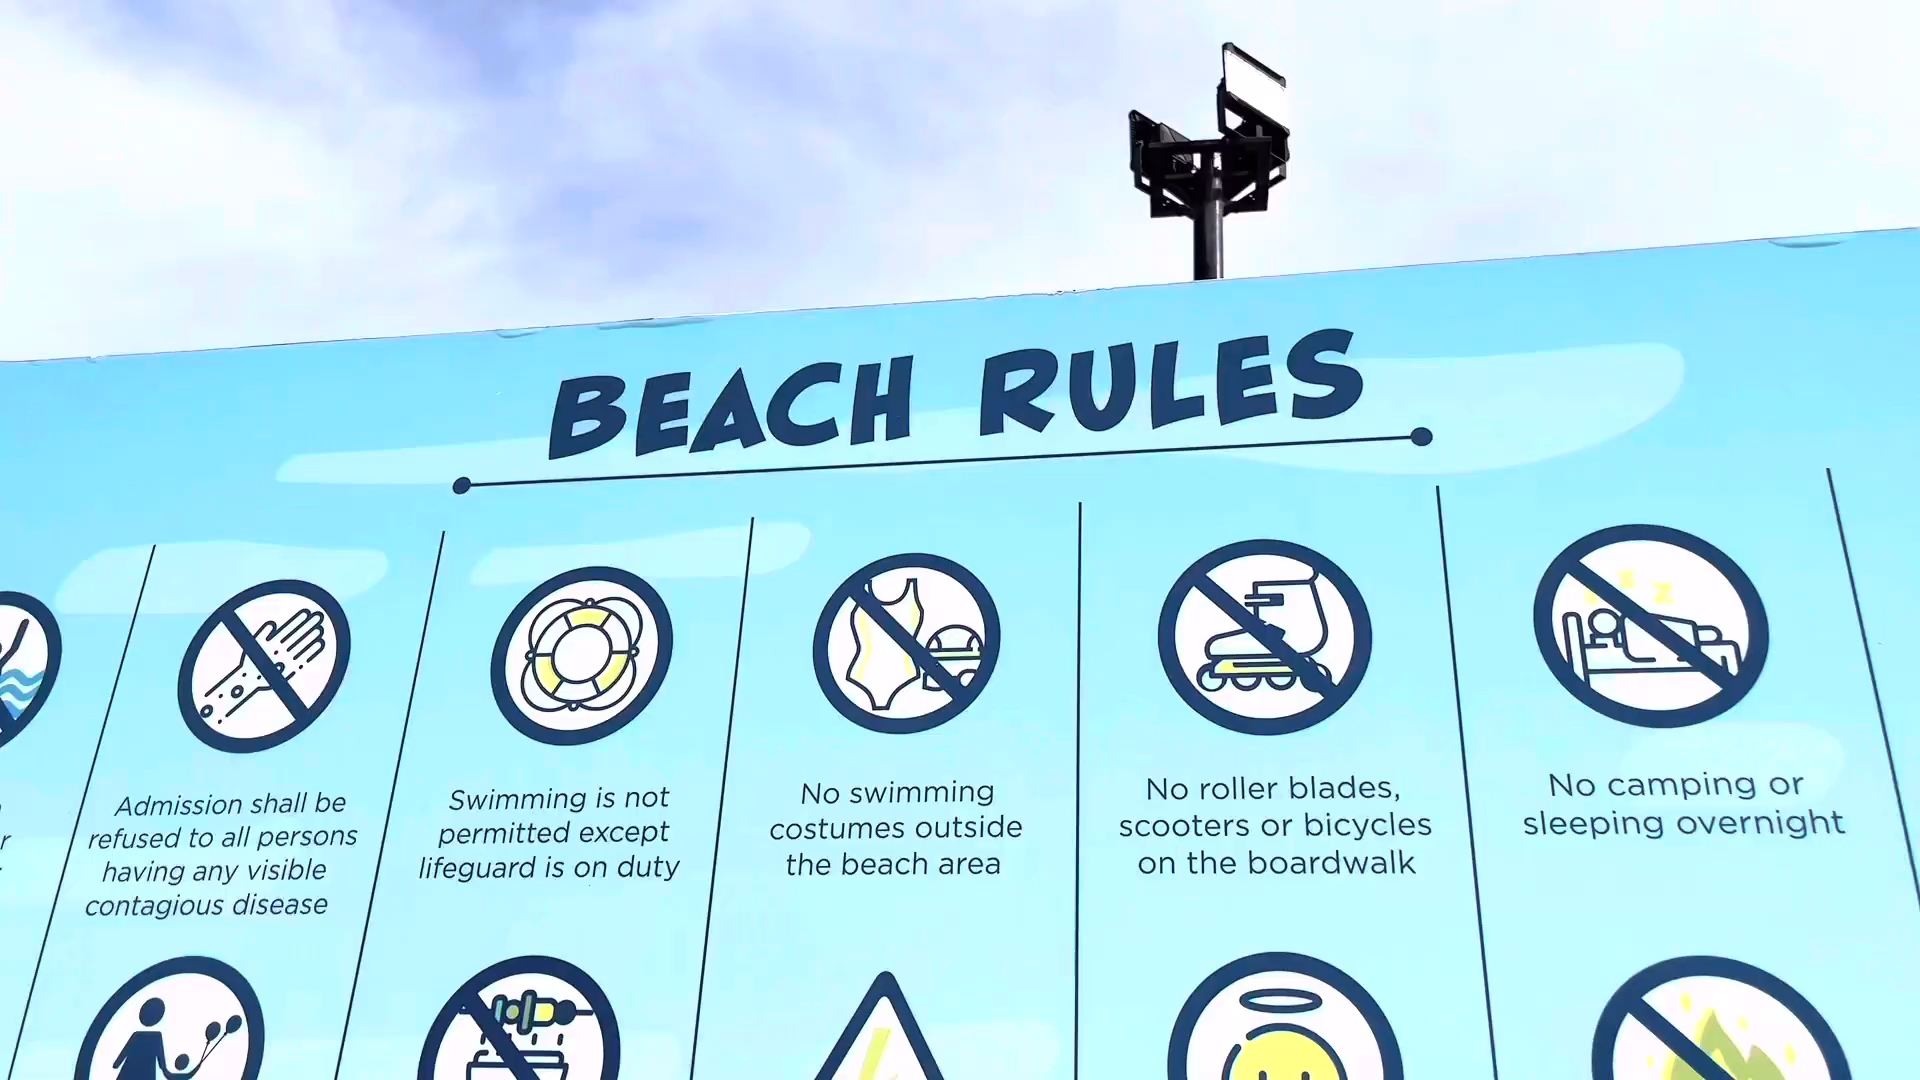 BEACH RULES
Admission shall be
refused to all persons
having any visible
contagious disease
Swimming is not
permitted except
lifeguard is on duty
No swimming
costumes outside
the beach area
No roller blades,
scooters or bicycles
on the boardwalk
No camping or
sleeping overnight